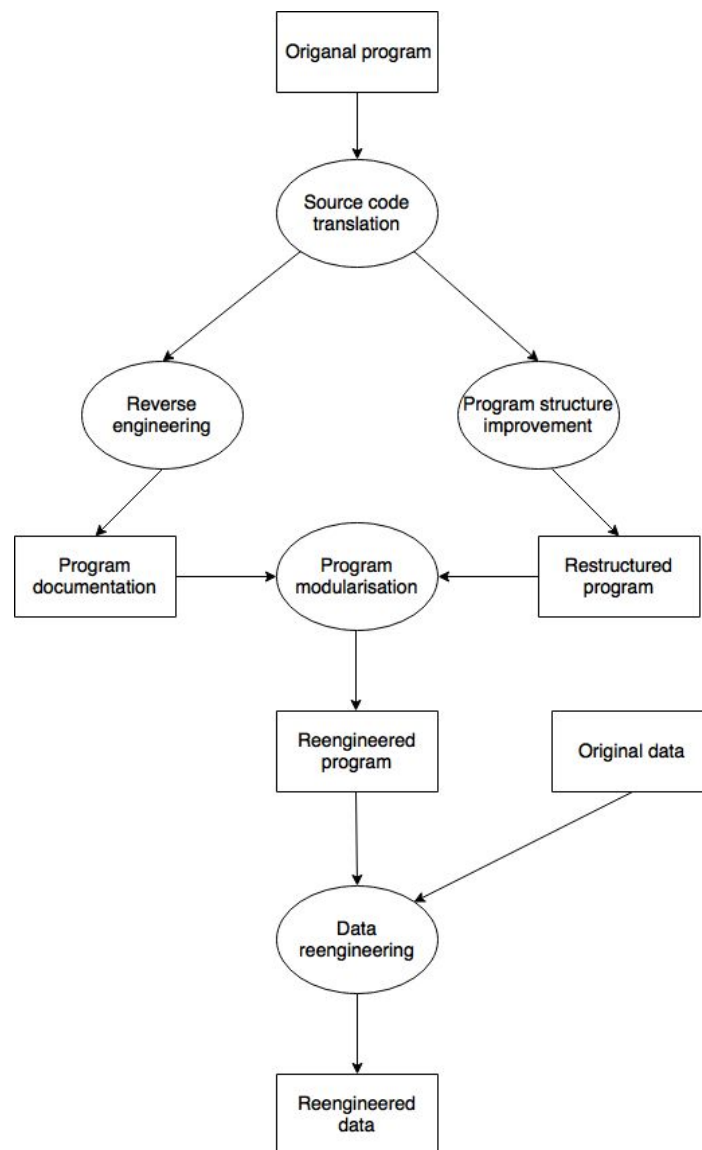 Origanal program
Source code
translation
Reverse
engineering
Program structure
improvement
Program
documentation
Program
modularisation
Restructured
program
Reengineered
program
Original data
Data
reengineering
Reengineered
data